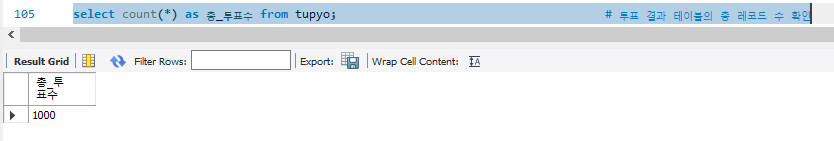 105 select count(*) as 총_투표수 from tupyo; # 투표 결과 테이블의 총 레코드 수 확인
Result Grid Filter Rows: Export: Wrap Cell Content: IA
총_투
표수
1000